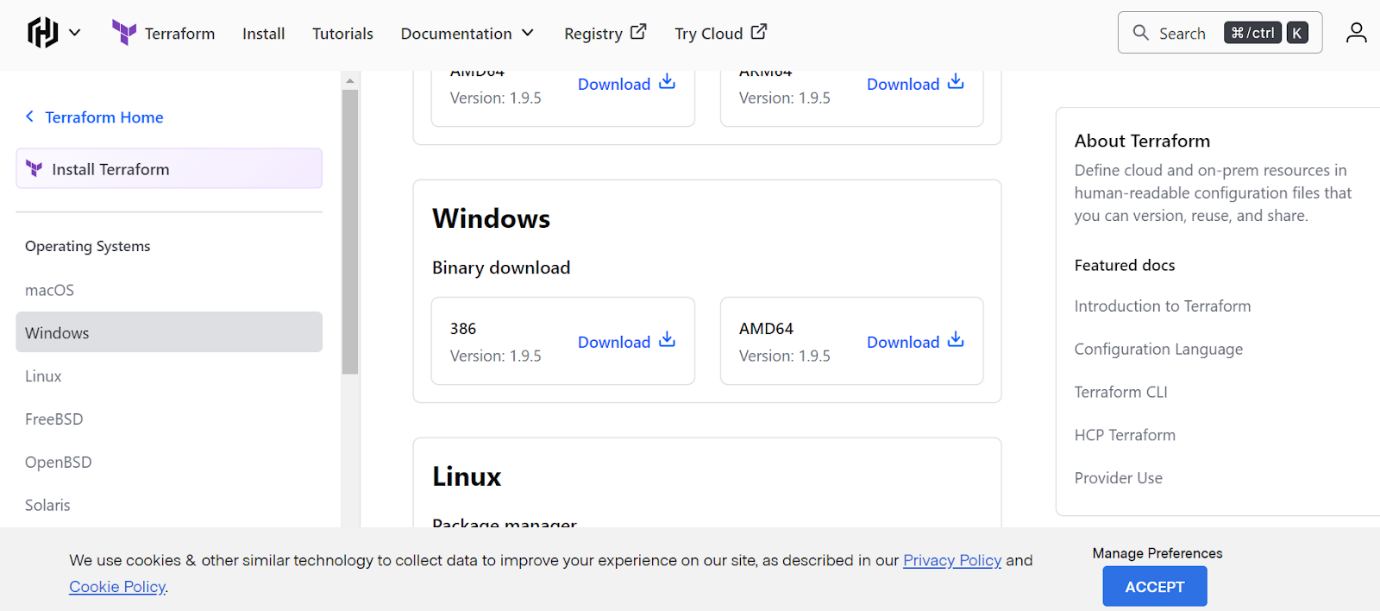 Terraform
Install
Tutorials
Documentation
Registry
Try Cloud
Search
⌘/ctrl
K
Terraform Home
Install Terraform
Operating Systems
macOS
Windows
Linux
FreeBSD
OpenBSD
Solaris
AMD64
Version: 1.9.5
Download
ARM64
Version: 1.9.5
Download
Windows
Binary download
386
Version: 1.9.5
Download
AMD64
Version: 1.9.5
Download
Linux
Package manager
About Terraform
Define cloud and on-prem resources in
human-readable configuration files that
you can version, reuse, and share.
Featured docs
Introduction to Terraform
Configuration Language
Terraform CLI
HCP Terraform
Provider Use
We use cookies & other similar technology to collect data to improve your experience on our site, as described in our Privacy Policy and
Cookie Policy.
Manage Preferences
ACCEPT